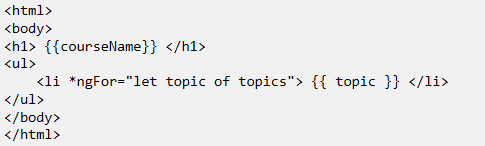 <html>
<body>
<h1> {{courseName}} </h1>
<ul>
    <li *ngFor="let topic of topics"> {{ topic }} </li>
</ul>
</body>
</html>